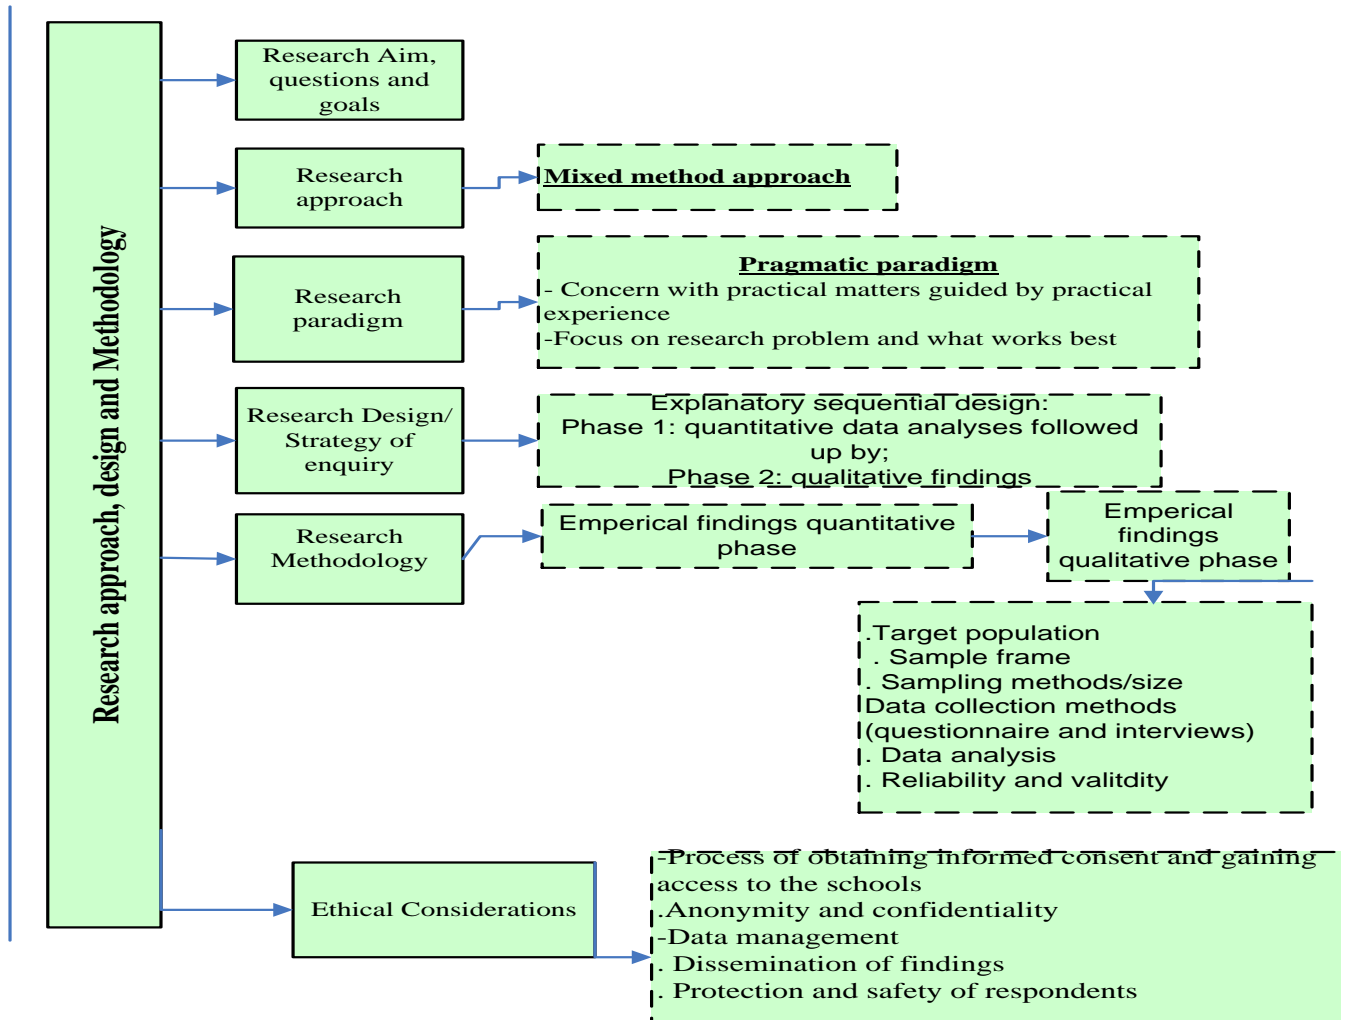 Research approach, design and Methodology
Research Aim,
questions and
goals
Research
approach
Mixed method approach
Research
paradigm
Pragmatic paradigm
- Concern with practical matters guided by practical
experience
-Focus on research problem and what works best
Research Design/
Strategy of
enquiry
Explanatory sequential design:
Phase 1: quantitative data analyses followed
up by;
Phase 2: qualitative findings
Research
Methodology
Emperical findings quantitative
phase
Emperical
findings
qualitative phase
.Target population
. Sample frame
. Sampling methods/size
Data collection methods
(questionnaire and interviews)
. Data analysis
. Reliability and valitdity
Ethical Considerations
-Process of obtaining informed consent and gaining
access to the schools
.Anonymity and confidentiality
-Data management
. Dissemination of findings
. Protection and safety of respondents